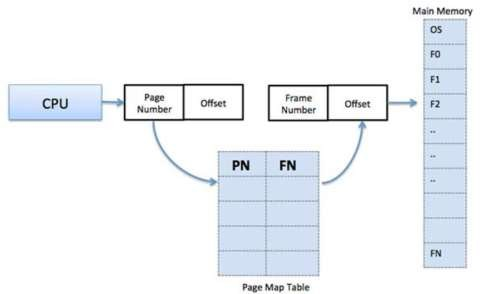 Main Memory
OS
F0
F1
F2
..
..
..
FN
CPU
Page
Number
Offset
Frame
Number
Offset
PN
FN
Page Map Table